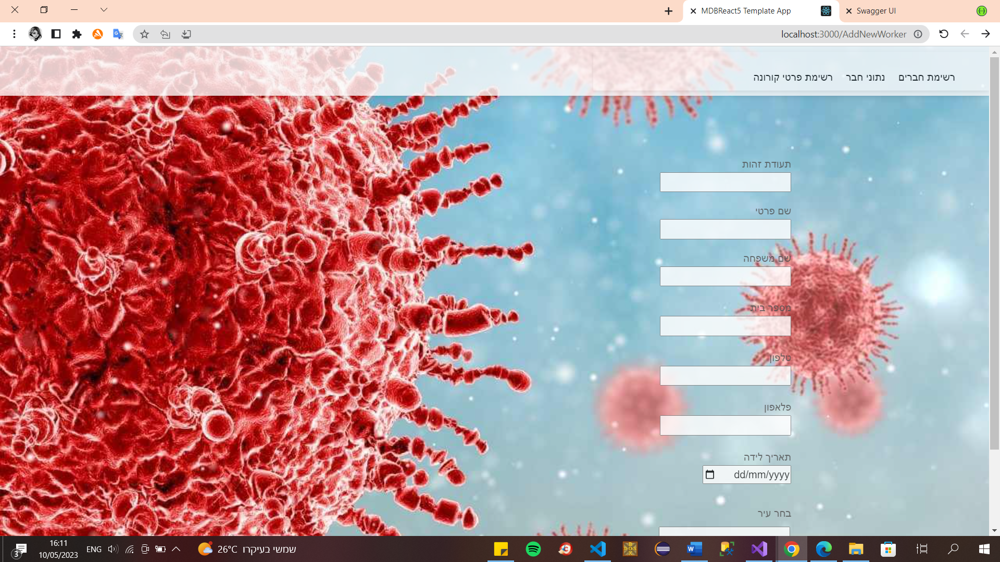 MDBReact5 Template App
Swagger UI
localhost:3000/AddNewWorker
רשימת חברים
נתוני חבר
רשימת פרטי קורונה
תעודת זהות
שם פרטי
שם משפחה
מספר בית
טלפון
פלאפון
תאריך לידה
dd/mm/yyyy
בחר עיר
16:11
10/05/2023
3
ENG
26°C שמשי בעיקרו